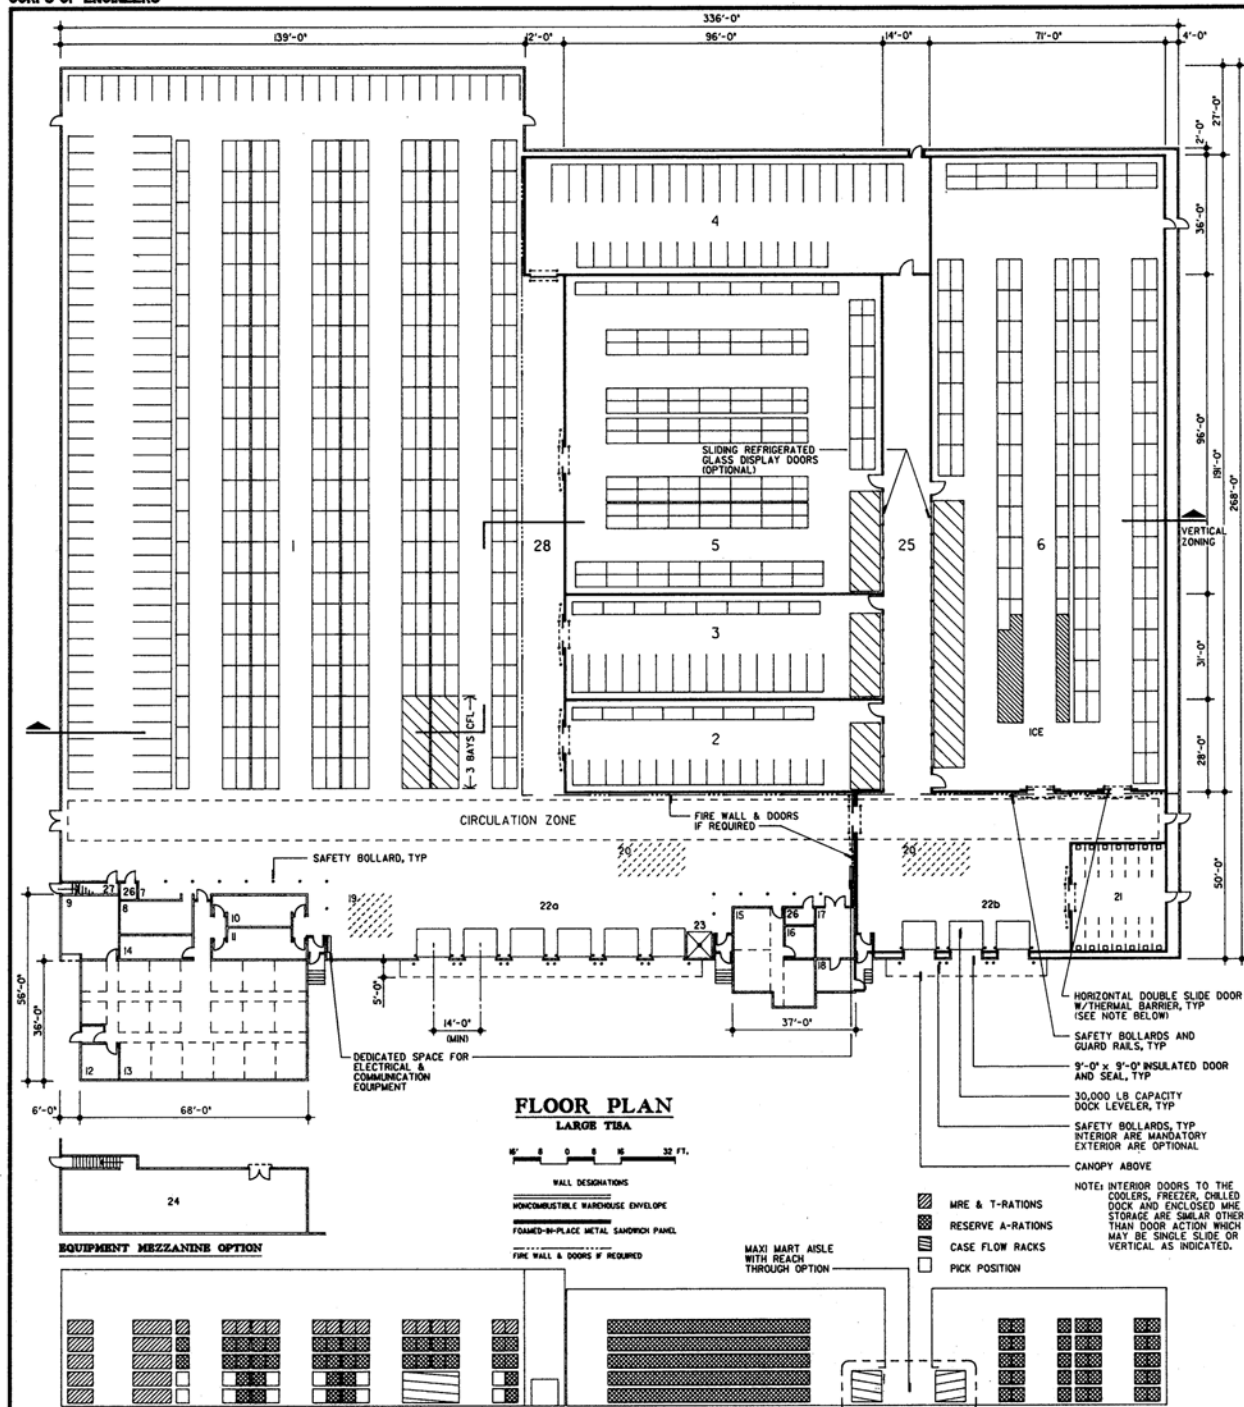 CORPS OF ENGINEERS
336'-0"
139'-0"
12'-0"
96'-0"
14'-0"
71'-0"
4'-0"
27'-0"
2'-0"
4
36'-0"
SLIDING REFRIGERATED
GLASS DISPLAY DOORS
(OPTIONAL)
96'-0"
191'-0"
268'-0"
1
28
5
25
6
VERTICAL
ZONING
3
31'-0"
3 BAYS CFL
2
ICE
28'-0"
CIRCULATION ZONE
FIRE WALL & DOORS
IF REQUIRED
SAFETY BOLLARD, TYP
20
20
50'-0"
27
26
7
9
8
10
11
14
19
22a
23
15
26
17
16
18
22b
21
56'-0"
36'-0"
5'-0"
14'-0"
(MIN)
37'-0"
12
13
DEDICATED SPACE FOR
ELECTRICAL &
COMMUNICATION
EQUIPMENT
6'-0"
68'-0"
HORIZONTAL DOUBLE SLIDE DOOR
W/THERMAL BARRIER, TYP
(SEE NOTE BELOW)
SAFETY BOLLARDS AND
GUARD RAILS, TYP
9'-0" x 9'-0" INSULATED DOOR
AND SEAL, TYP
30,000 LB CAPACITY
DOCK LEVELER, TYP
SAFETY BOLLARDS, TYP
INTERIOR ARE MANDATORY
EXTERIOR ARE OPTIONAL
CANOPY ABOVE
NOTE: INTERIOR DOORS TO THE
COOLERS, FREEZER, CHILLED
DOCK AND ENCLOSED MHE
STORAGE ARE SIMILAR OTHER
THAN DOOR ACTION WHICH
MAY BE SINGLE SLIDE OR
VERTICAL AS INDICATED.
FLOOR PLAN
LARGE TISA
16' 8 0 8 16 32 FT.
WALL DESIGNATIONS
NONCOMBUSTIBLE WAREHOUSE ENVELOPE
FOAMED-IN-PLACE METAL SANDWICH PANEL
FIRE WALL & DOORS IF REQUIRED
24
EQUIPMENT MEZZANINE OPTION
MRE & T-RATIONS
RESERVE A-RATIONS
CASE FLOW RACKS
PICK POSITION
MAXI MART AISLE
WITH REACH
THROUGH OPTION